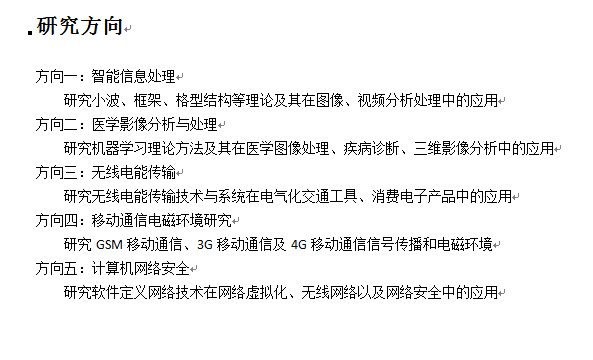 研究方向
方向一：智能信息处理
研究小波、框架、格型结构等理论及其在图像、视频分析处理中的应用
方向二：医学影像分析与处理
研究机器学习理论方法及其在医学图像处理、疾病诊断、三维影像分析中的应用
方向三：无线电能传输
研究无线电能传输技术与系统在电气化交通工具、消费电子产品中的应用
方向四：移动通信电磁环境研究
研究 GSM 移动通信、3G 移动通信及 4G 移动通信信号传播和电磁环境
方向五：计算机网络安全
研究软件定义网络技术在网络虚拟化、无线网络以及网络安全中的应用